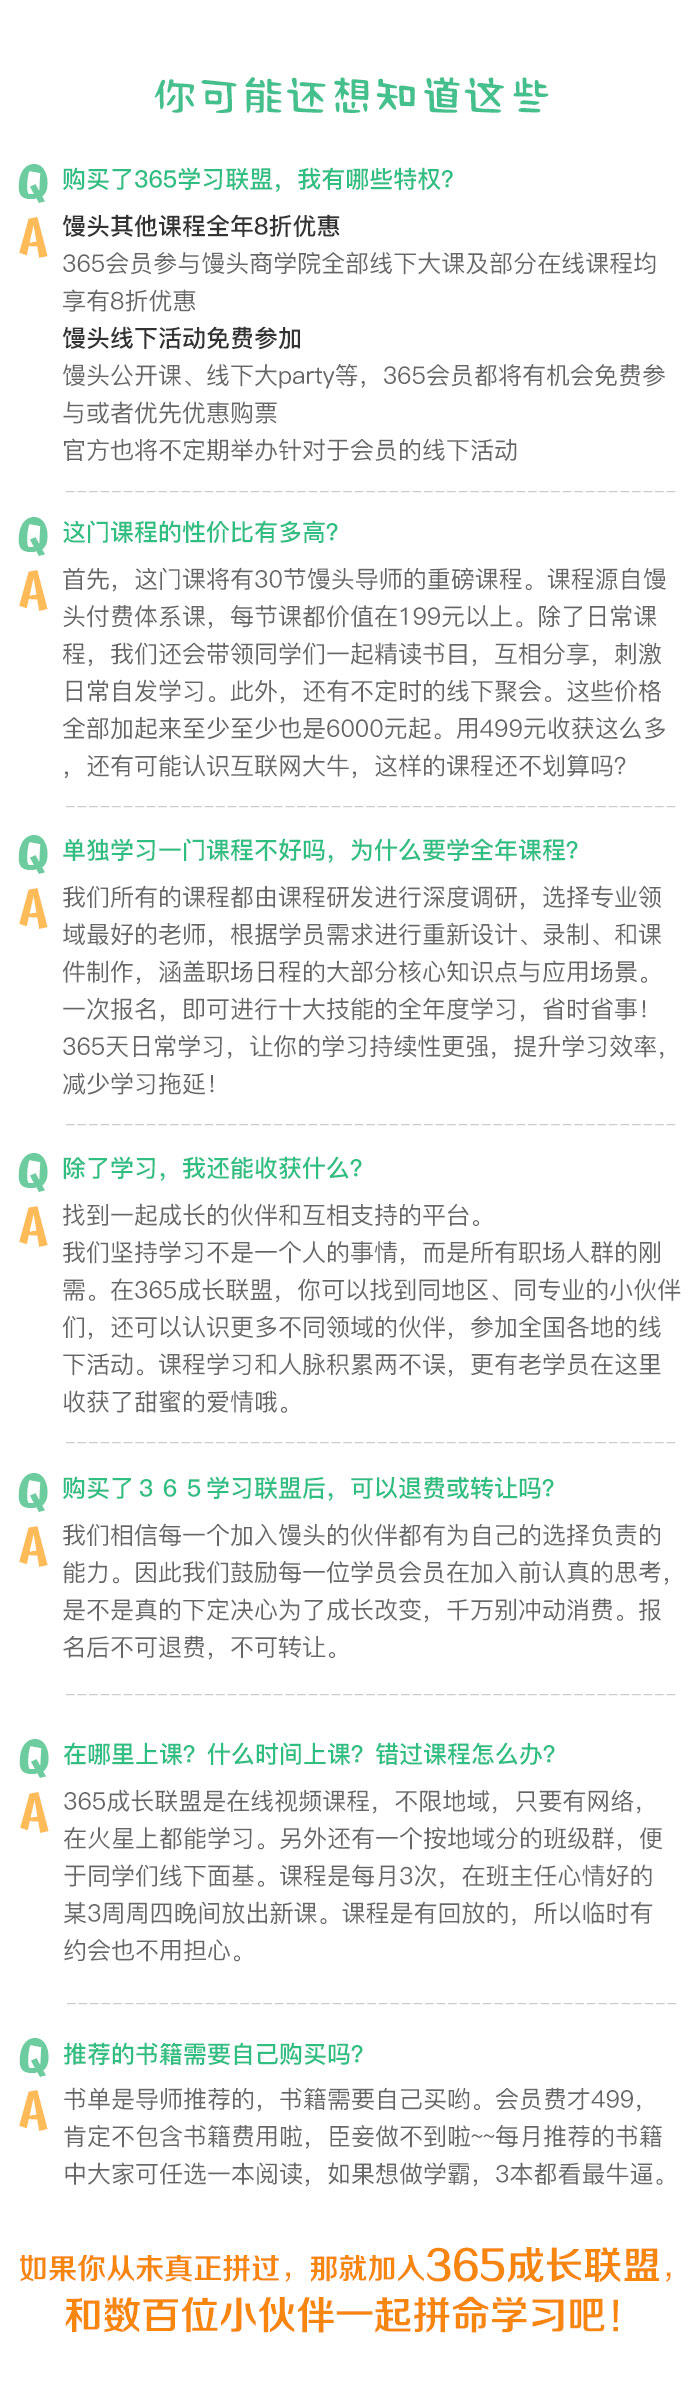 你可能还想知道这些
Q 购买了365学习联盟，我有哪些特权？
A 馒头其他课程全年8折优惠
365会员参与馒头商学院全部线下大课及部分在线课程均
享有8折优惠
馒头线下活动免费参加
馒头公开课、线下大party等，365会员都将有机会免费参
与或者优先优惠购票
官方也将不定期举办针对于会员的线下活动
Q 这门课程的性价比有多高？
A 首先，这门课将有30节馒头导师的重磅课程。课程源自馒
头付费体系课，每节课都价值在199元以上。除了日常课
程，我们还会带领同学们一起精读书目，互相分享，刺激
日常自发学习。此外，还有不定时的线下聚会。这些价格
全部加起来至少至少也是6000元起。用499元收获这么多
，还有可能认识互联网大牛，这样的课程还不划算吗？
Q 单独学习一门课程不好吗，为什么要学全年课程？
A 我们所有的课程都由课程研发进行深度调研，选择专业领
域最好的老师，根据学员需求进行重新设计、录制、和课
件制作，涵盖职场日程的大部分核心知识点与应用场景。
一次报名，即可进行十大技能的全年度学习，省时省事！
365天日常学习，让你的学习持续性更强，提升学习效率，
减少学习拖延！
Q 除了学习，我还能收获什么？
A 找到一起成长的伙伴和互相支持的平台。
我们坚持学习不是一个人的事情，而是所有职场人群的刚
需。在365成长联盟，你可以找到同地区、同专业的小伙伴
们，还可以认识更多不同领域的伙伴，参加全国各地的线
下活动。课程学习和人脉积累两不误，更有老学员在这里
收获了甜蜜的爱情哦。
Q 购买了３６５学习联盟后，可以退费或转让吗？
A 我们相信每一个加入馒头的伙伴都有为自己的选择负责的
能力。因此我们鼓励每一位学员会员在加入前认真的思考，
是不是真的下定决心为了成长改变，千万别冲动消费。报
名后不可退费，不可转让。
Q 在哪里上课？什么时间上课？错过课程怎么办？
A 365成长联盟是在线视频课程，不限地域，只要有网络，
在火星上都能学习。另外还有一个按地域分的班级群，便
于同学们线下面基。课程是每月3次，在班主任心情好的
某3周周四晚间放出新课。课程是有回放的，所以临时有
约会也不用担心。
Q 推荐的书籍需要自己购买吗？
A 书单是导师推荐的，书籍需要自己买哟。会员费才499，
肯定不包含书籍费用啦，臣妾做不到啦~~每月推荐的书籍
中大家可任选一本阅读，如果想做学霸，3本都看最牛逼。
如果你从未真正拼过，那就加入365成长联盟，
和数百位小伙伴一起拼命学习吧！